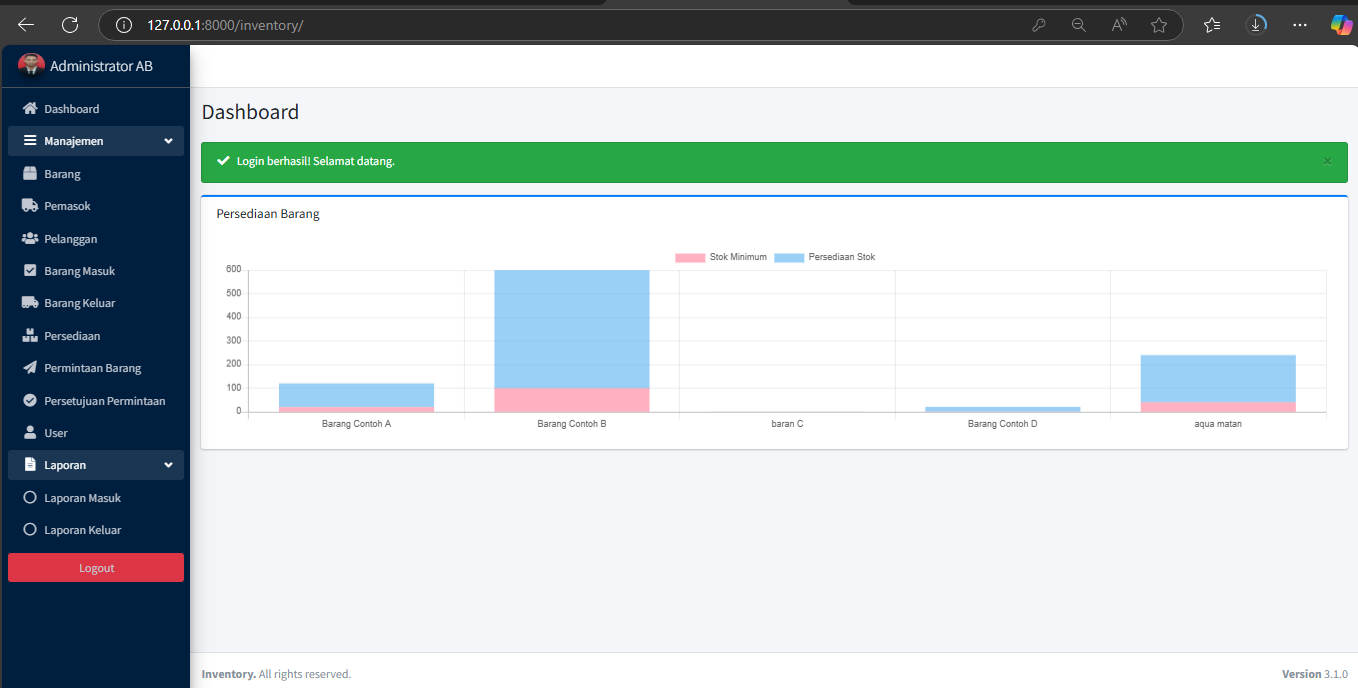 127.0.0.1:8000/inventory/
Administrator AB
Dashboard
Manajemen
Barang
Pemasok
Pelanggan
Barang Masuk
Barang Keluar
Persediaan
Permintaan Barang
Persetujuan Permintaan
User
Laporan
Laporan Masuk
Laporan Keluar
Logout
Dashboard
Login berhasil! Selamat datang.
×
Persediaan Barang
Stok Minimum Persediaan Stok
600
500
400
300
200
100
0
Barang Contoh A Barang Contoh B baran C Barang Contoh D aqua matan
Inventory. All rights reserved. Version 3.1.0